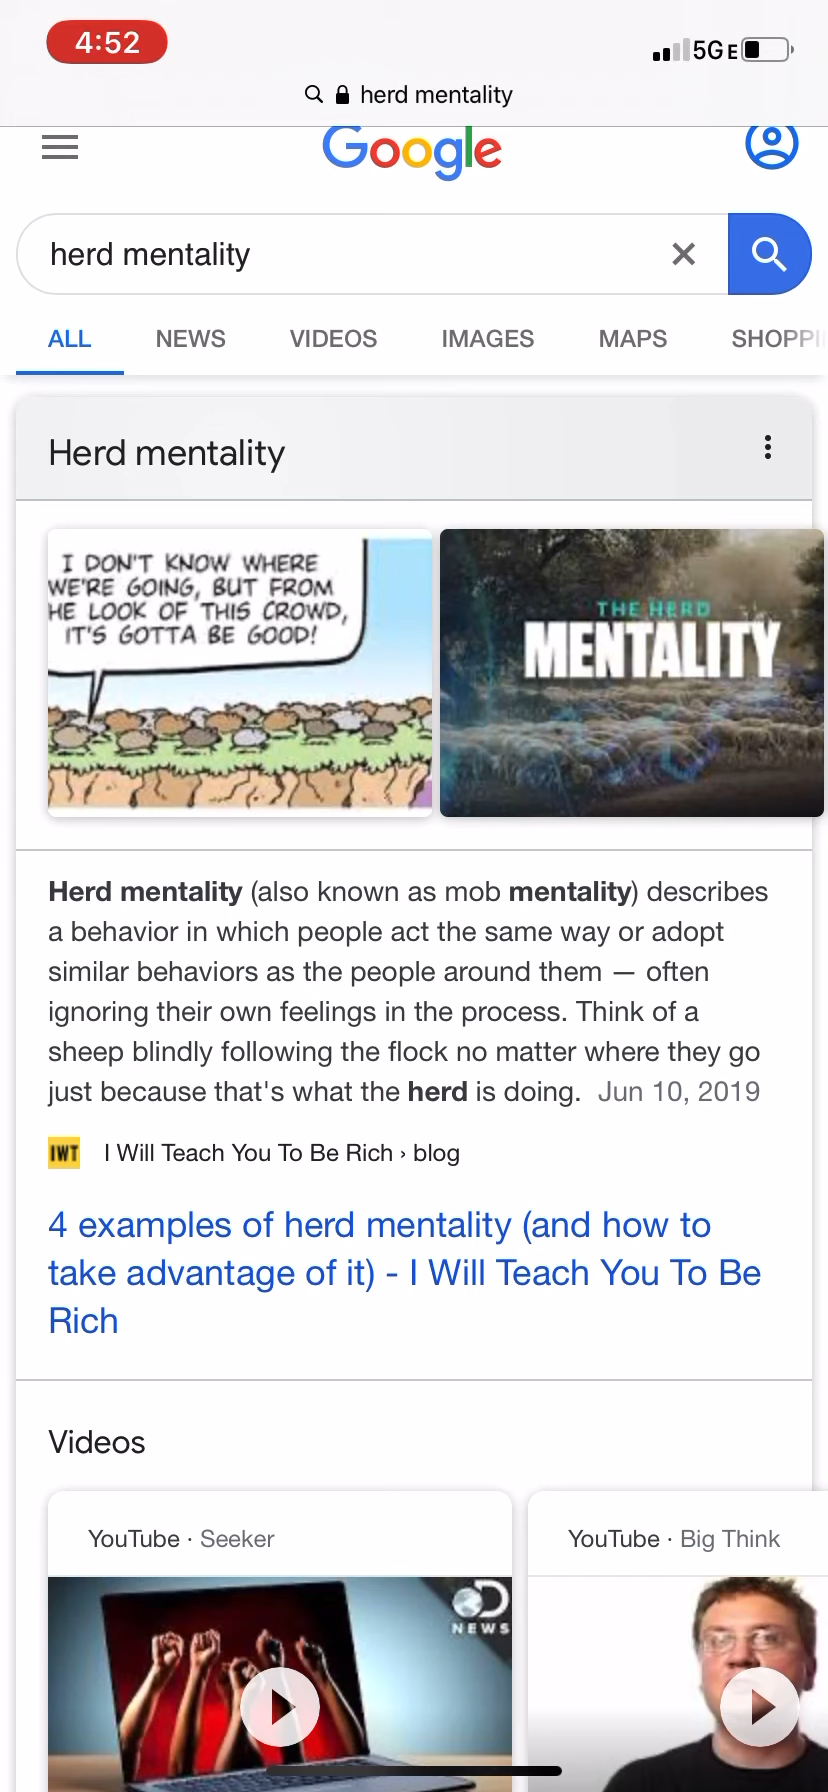 4:52
5GE
herd mentality
Google
herd mentality
ALL NEWS VIDEOS IMAGES MAPS SHOPPI
Herd mentality
I DON'T KNOW WHERE
WE'RE GOING, BUT FROM
HE LOOK OF THIS CROWD,
IT'S GOTTA BE GOOD!
THE HERD
MENTALITY
Herd mentality (also known as mob mentality) describes
a behavior in which people act the same way or adopt
similar behaviors as the people around them — often
ignoring their own feelings in the process. Think of a
sheep blindly following the flock no matter where they go
just because that's what the herd is doing. Jun 10, 2019
IWT I Will Teach You To Be Rich › blog
4 examples of herd mentality (and how to
take advantage of it) - I Will Teach You To Be
Rich
Videos
YouTube · Seeker
YouTube · Big Think
D
NEWS